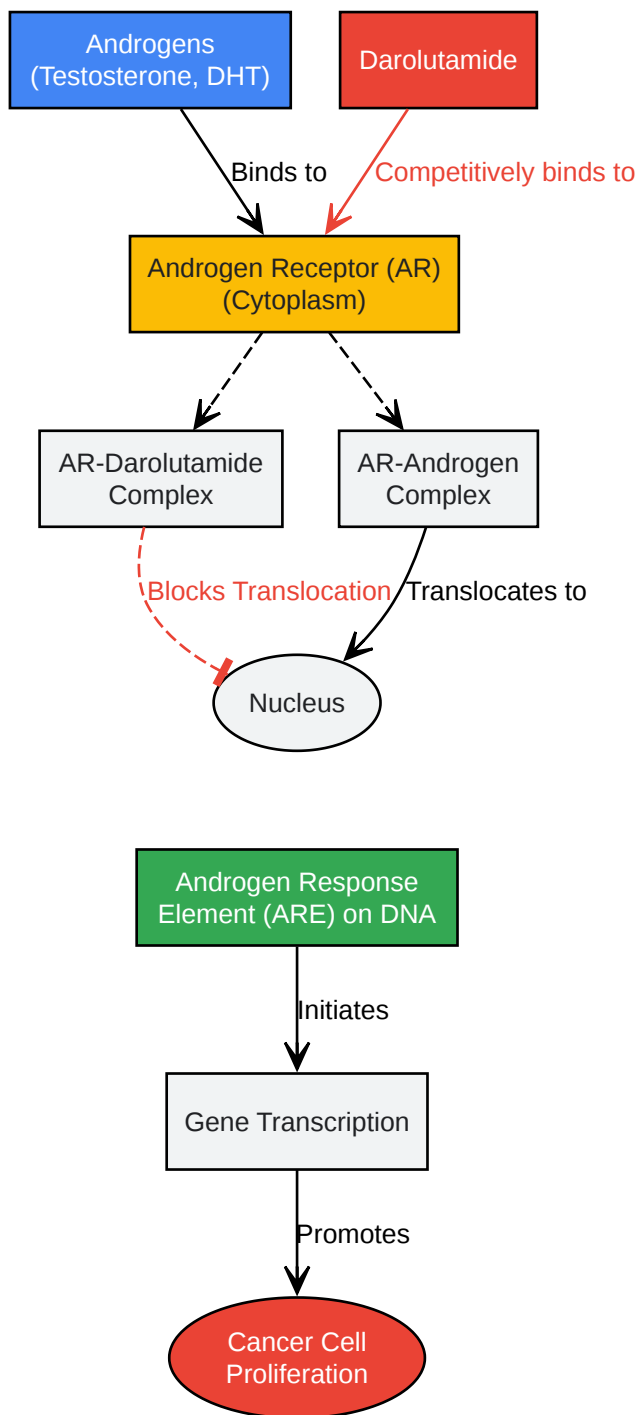 Androgens
(Testosterone, DHT)
Darolutamide
Binds to
Competitively binds to
Androgen Receptor (AR)
(Cytoplasm)
AR-Darolutamide
Complex
AR-Androgen
Complex
Blocks Translocation
Translocates to
Nucleus
Androgen Response
Element (ARE) on DNA
Initiates
Gene Transcription
Promotes
Cancer Cell
Proliferation